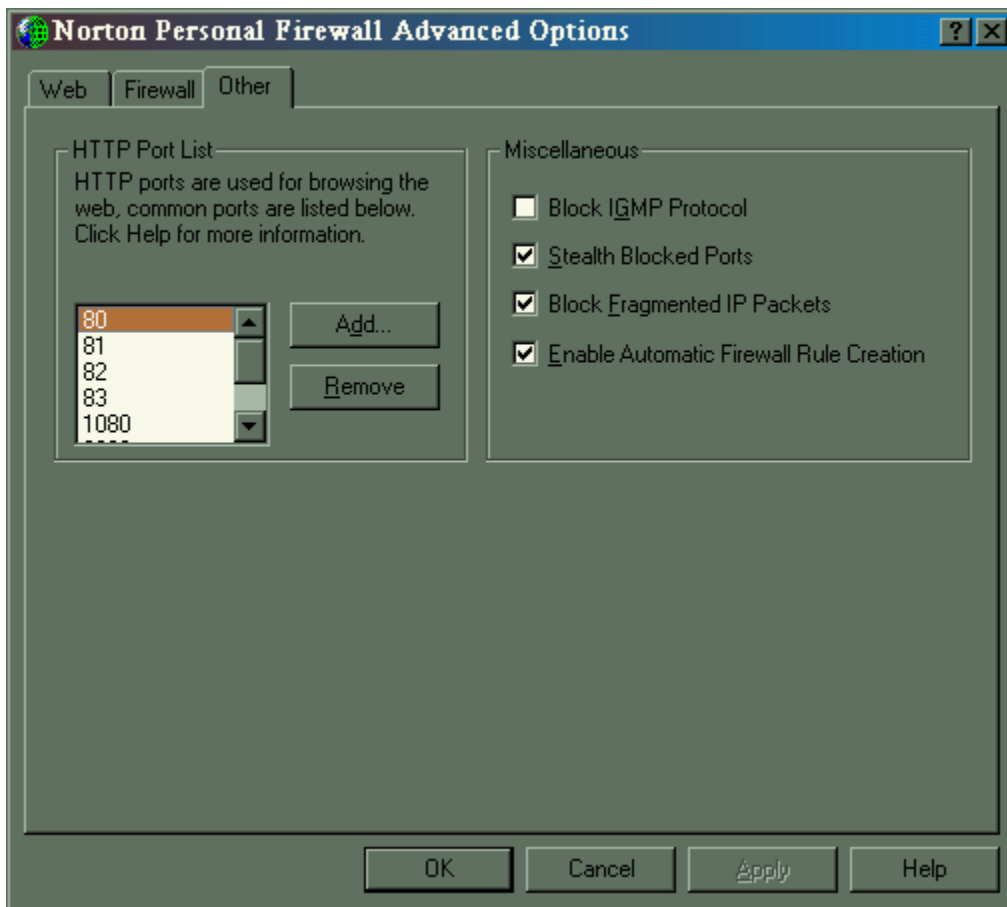 Norton Personal Firewall Advanced Options
Web
Firewall
Other
HTTP Port List
HTTP ports are used for browsing the
web, common ports are listed below.
Click Help for more information.
80
81
82
83
1080
Add...
Remove
Miscellaneous
Block IGMP Protocol
Stealth Blocked Ports
Block Fragmented IP Packets
Enable Automatic Firewall Rule Creation
OK
Cancel
Apply
Help